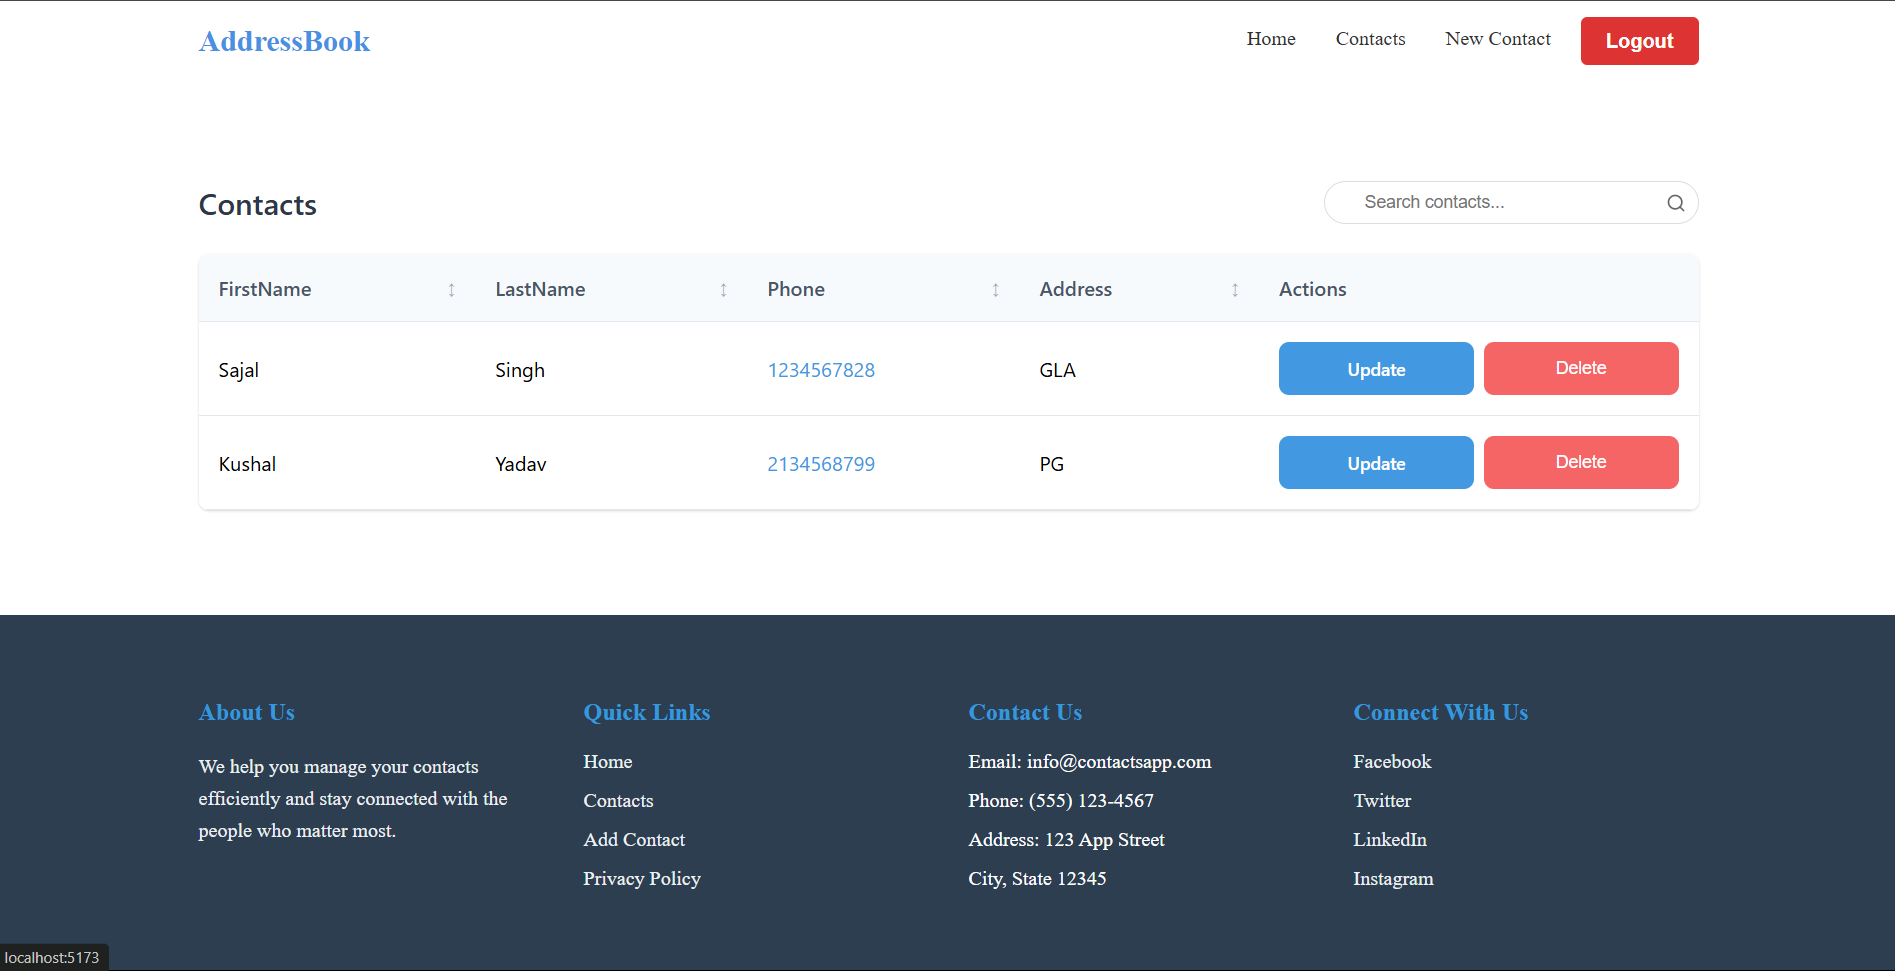 AddressBook
Home Contacts New Contact Logout
Contacts
Search contacts...
FirstName ↕ LastName ↕ Phone ↕ Address ↕ Actions
Sajal Singh 1234567828 GLA Update Delete
Kushal Yadav 2134568799 PG Update Delete
About Us
We help you manage your contacts
efficiently and stay connected with the
people who matter most.
Quick Links
Home
Contacts
Add Contact
Privacy Policy
Contact Us
Email: info@contactsapp.com
Phone: (555) 123-4567
Address: 123 App Street
City, State 12345
Connect With Us
Facebook
Twitter
LinkedIn
Instagram
localhost:5173